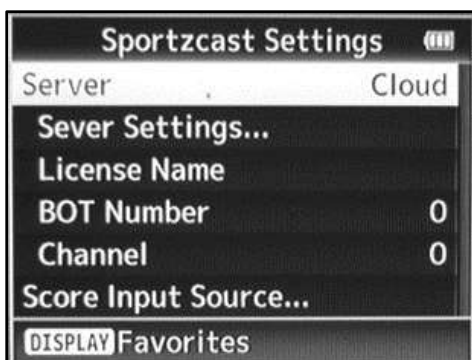 Sportzcast Settings
Server Cloud
Sever Settings...
License Name
BOT Number 0
Channel 0
Score Input Source...
DISPLAY Favorites